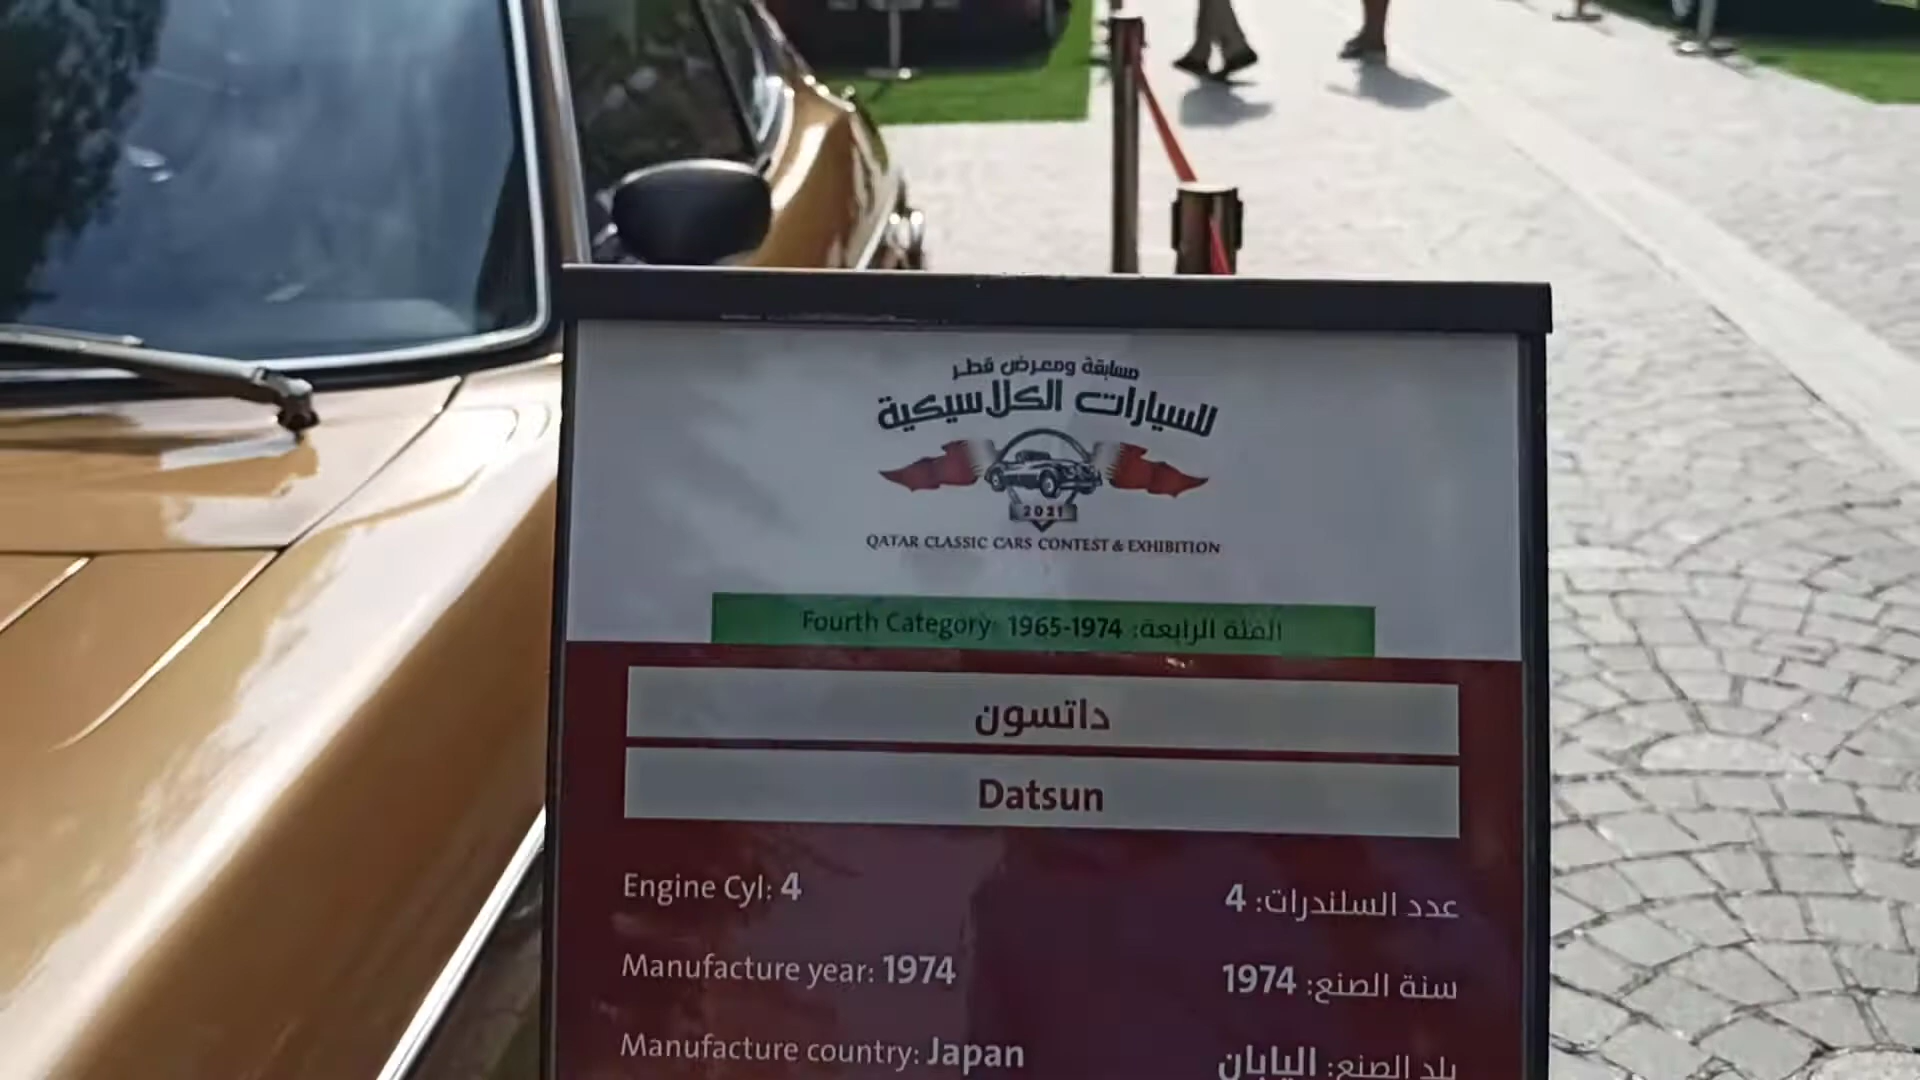 مسابقة ومعرض قطر
للسيارات الكلاسيكية
2021
QATAR CLASSIC CARS CONTEST & EXHIBITION
Fourth Category: 1965-1974 :الفئة الرابعة
داتسون
Datsun
Engine Cyl: 4
عدد السلندرات: 4
Manufacture year: 1974
سنة الصنع: 1974
Manufacture country: Japan
بلد الصنع: اليابان